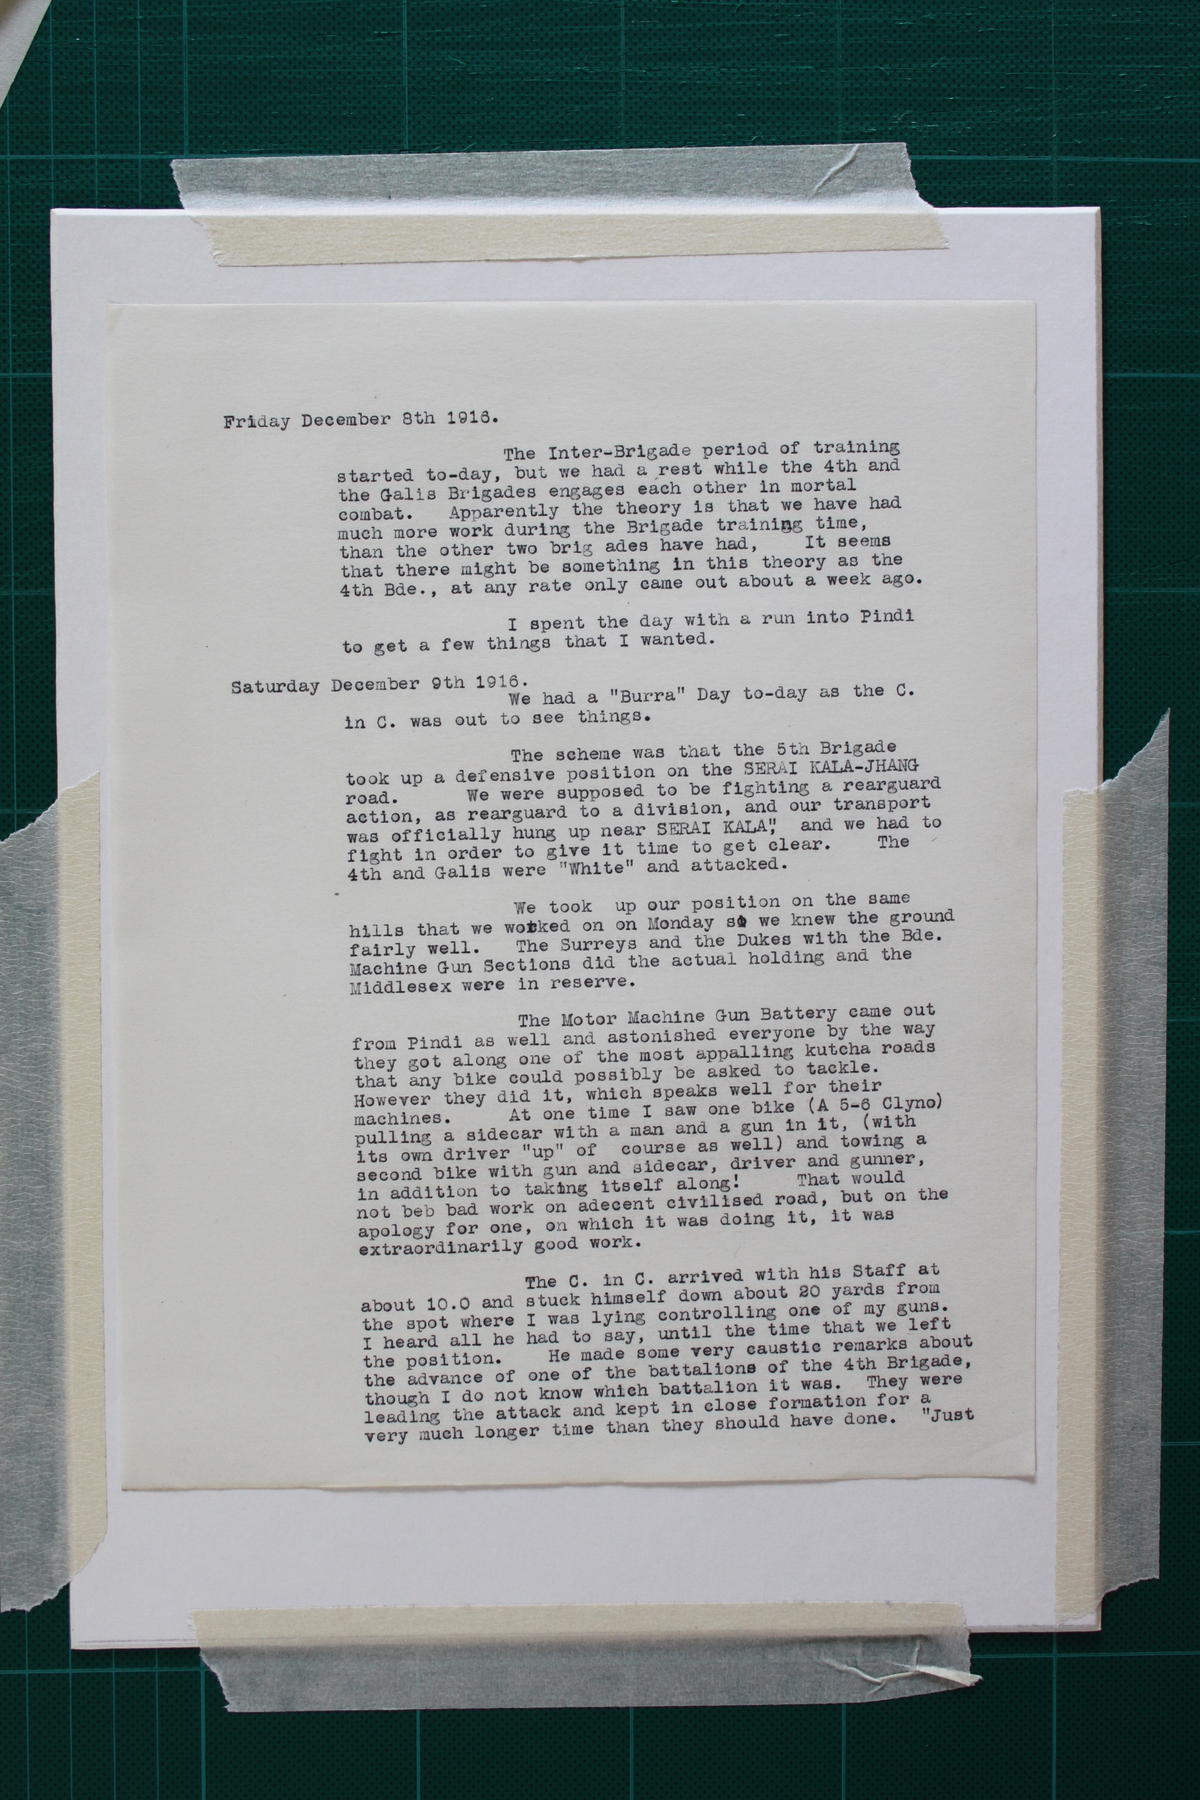 Friday December 8th 1916.
The Inter-Brigade period of training
started to-day, but we had a rest while the 4th and
the Galis Brigades engages each other in mortal
combat. Apparently the theory is that we have had
much more work during the Brigade training time,
than the other two brig ades have had, It seems
that there might be something in this theory as the
4th Bde., at any rate only came out about a week ago.
I spent the day with a run into Pindi
to get a few things that I wanted.
Saturday December 9th 1916.
We had a "Burra" Day to-day as the C.
in C. was out to see things.
The scheme was that the 5th Brigade
took up a defensive position on the SERAI KALA-JHANG
road. We were supposed to be fighting a rearguard
action, as rearguard to a division, and our transport
was officially hung up near SERAI KALA", and we had to
fight in order to give it time to get clear. The
4th and Galis were "White" and attacked.
We took up our position on the same
hills that we worked on on Monday so we knew the ground
fairly well. The Surreys and the Dukes with the Bde.
Machine Gun Sections did the actual holding and the
Middlesex were in reserve.
The Motor Machine Gun Battery came out
from Pindi as well and astonished everyone by the way
they got along one of the most appalling kutcha roads
that any bike could possibly be asked to tackle.
However they did it, which speaks well for their
machines. At one time I saw one bike (A 5-6 Clyno)
pulling a sidecar with a man and a gun in it, (with
its own driver "up" of course as well) and towing a
second bike with gun and sidecar, driver and gunner,
in addition to taking itself along! That would
not beb bad work on adecent civilised road, but on the
apology for one, on which it was doing it, it was
extraordinarily good work.
The C. in C. arrived with his Staff at
about 10.0 and stuck himself down about 20 yards from
the spot where I was lying controlling one of my guns.
I heard all he had to say, until the time that we left
the position. He made some very caustic remarks about
the advance of one of the battalions of the 4th Brigade,
though I do not know which battalion it was. They were
leading the attack and kept in close formation for a
very much longer time than they should have done. "Just